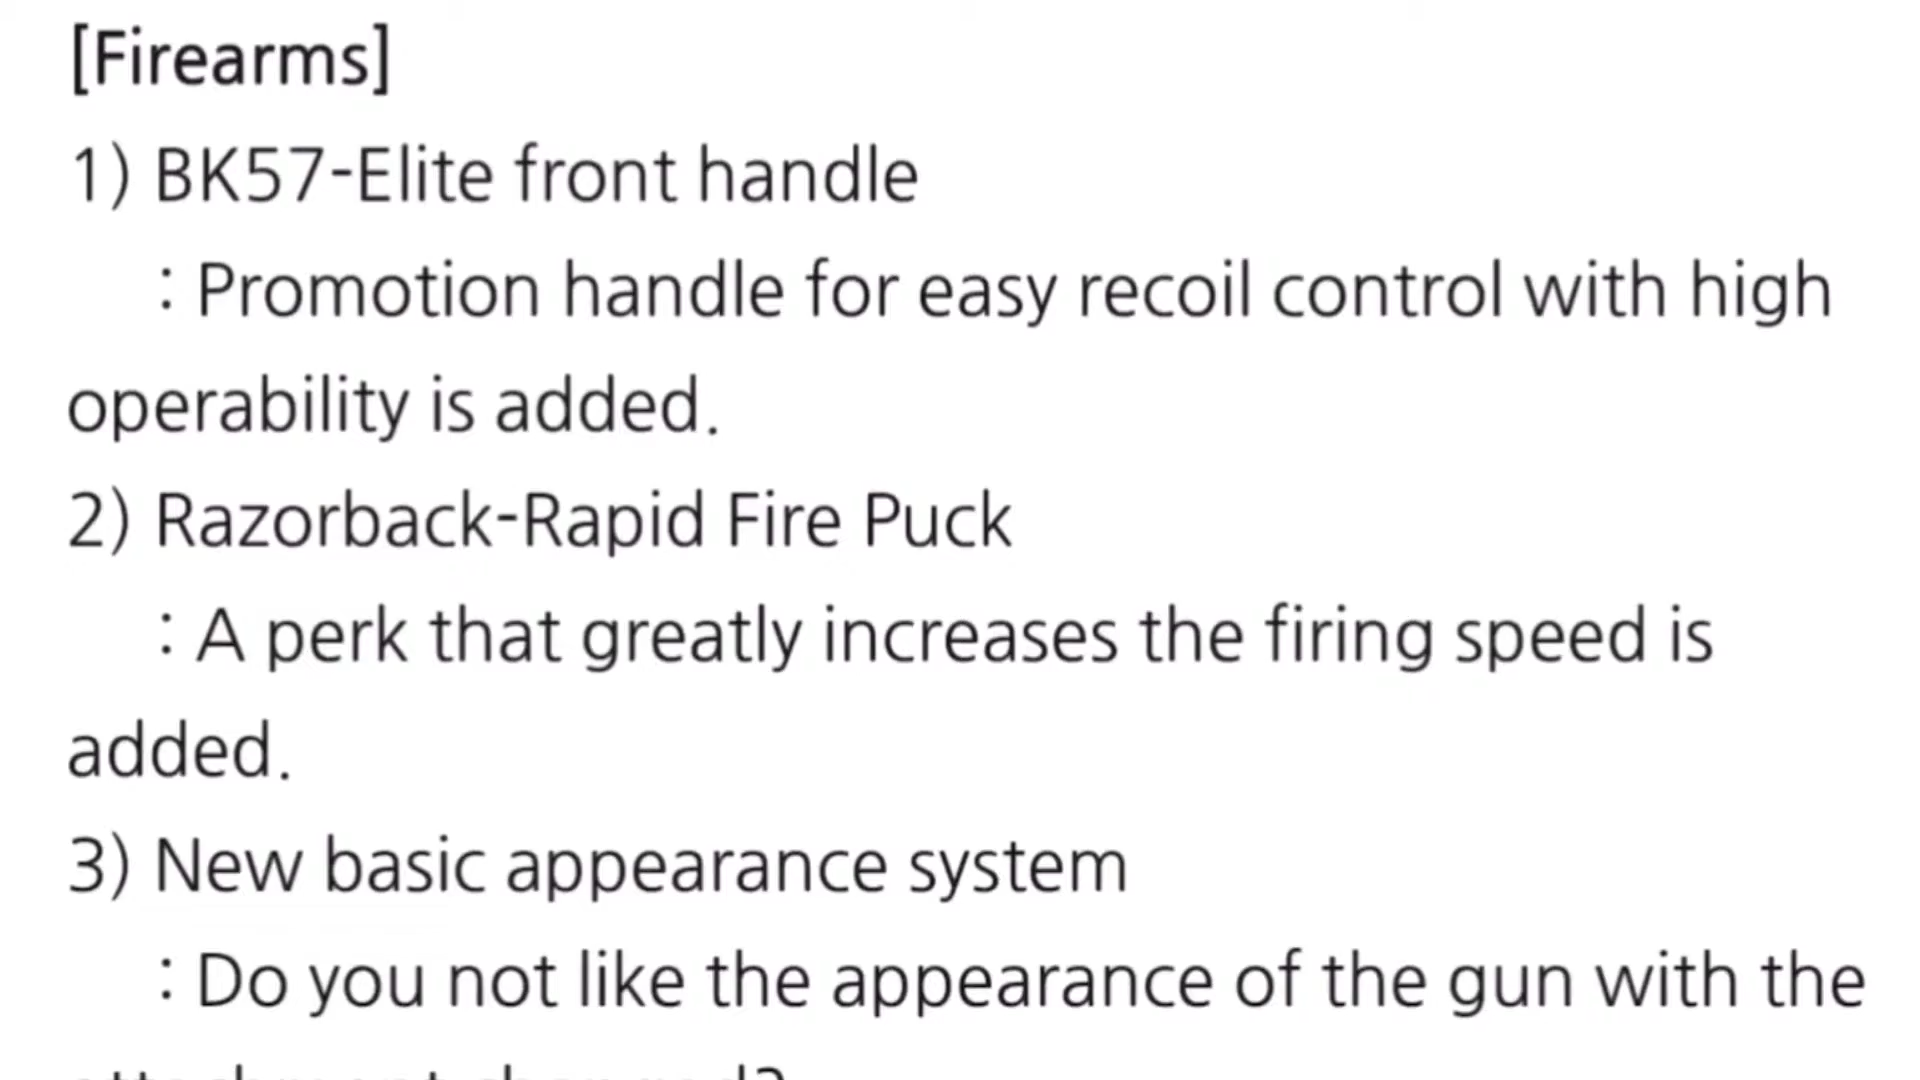 [Firearms]
1) BK57-Elite front handle
: Promotion handle for easy recoil control with high
operability is added.
2) Razorback-Rapid Fire Puck
: A perk that greatly increases the firing speed is
added.
3) New basic appearance system
: Do you not like the appearance of the gun with the